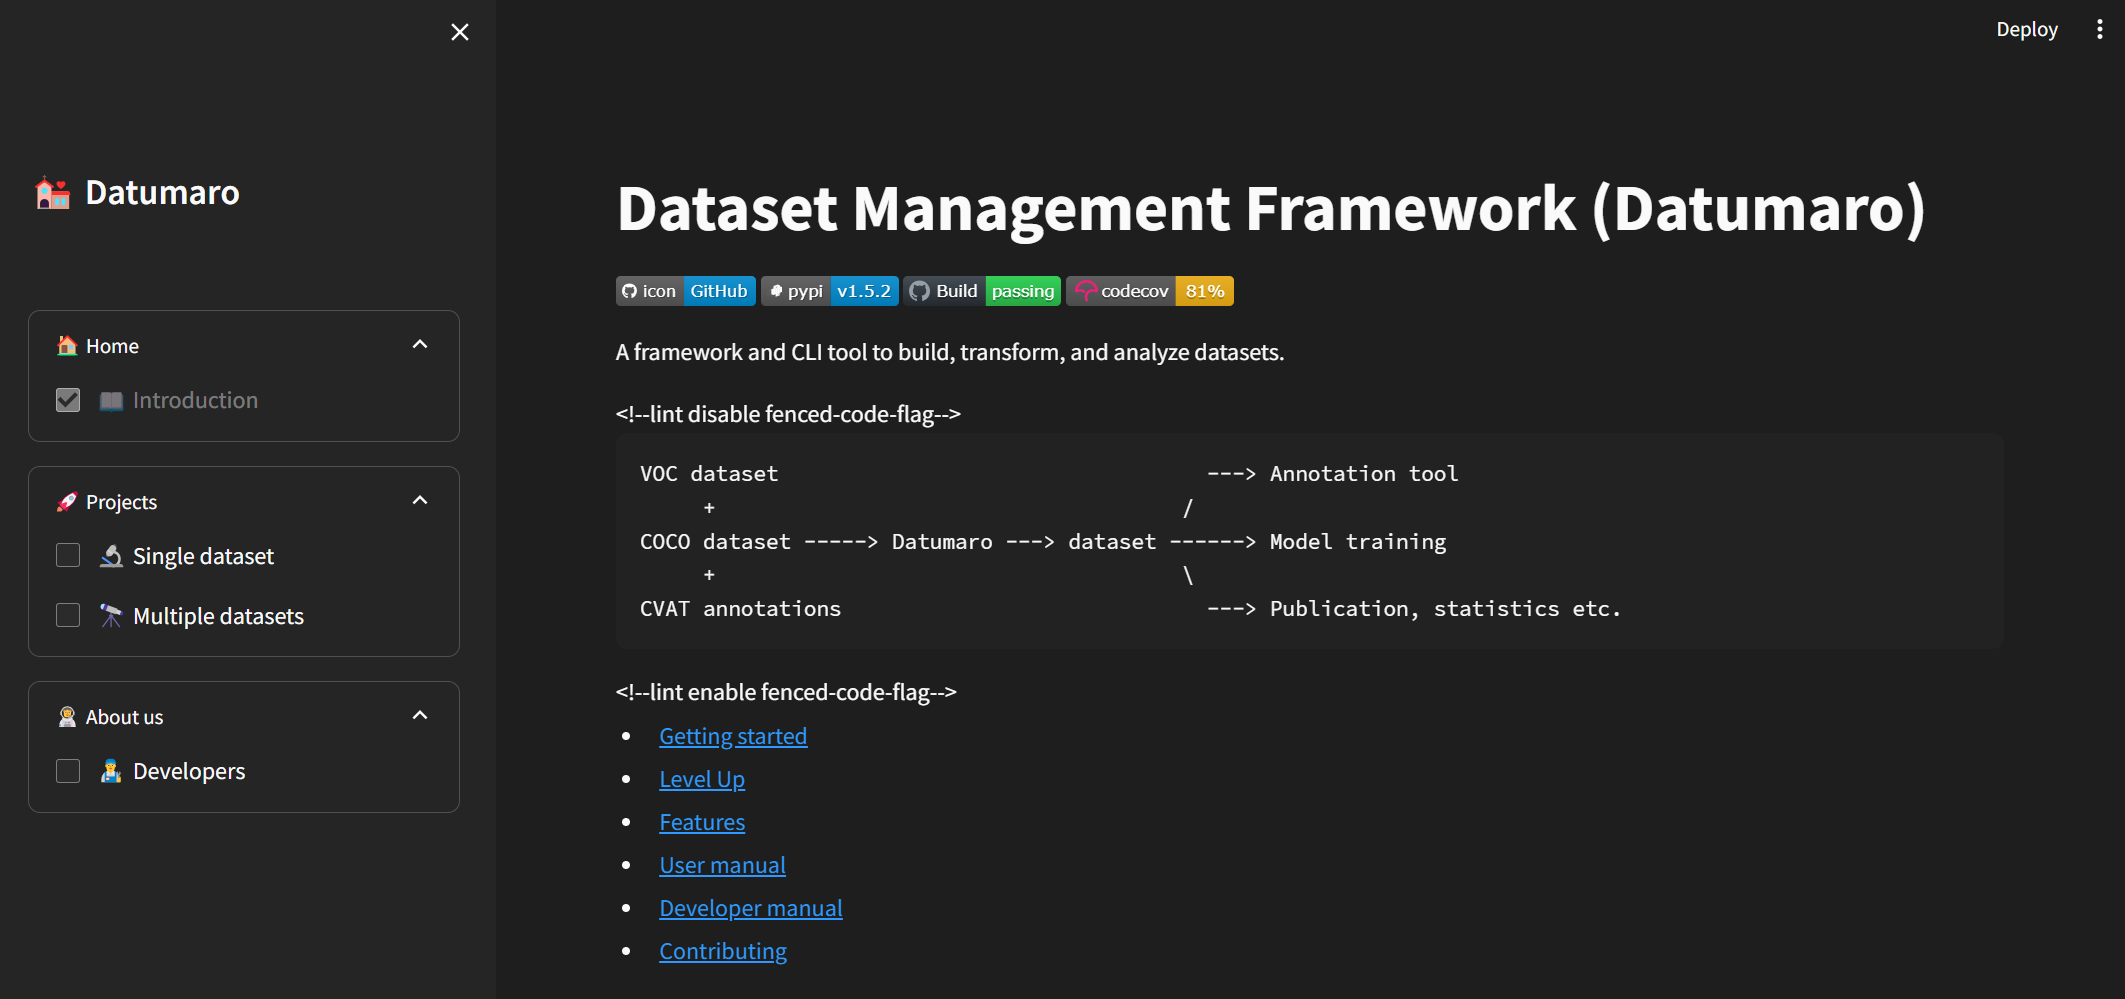 Deploy
Datumaro
Home
Introduction
Projects
Single dataset
Multiple datasets
About us
Developers
Dataset Management Framework (Datumaro)
icon GitHub pypi v1.5.2 Build passing codecov 81%
A framework and CLI tool to build, transform, and analyze datasets.
<!--lint disable fenced-code-flag-->
VOC dataset                                  ---> Annotation tool
     +                                     /
COCO dataset -----> Datumaro ---> dataset ------> Model training
     +                                     \
CVAT annotations                             ---> Publication, statistics etc.
<!--lint enable fenced-code-flag-->
• Getting started
• Level Up
• Features
• User manual
• Developer manual
• Contributing